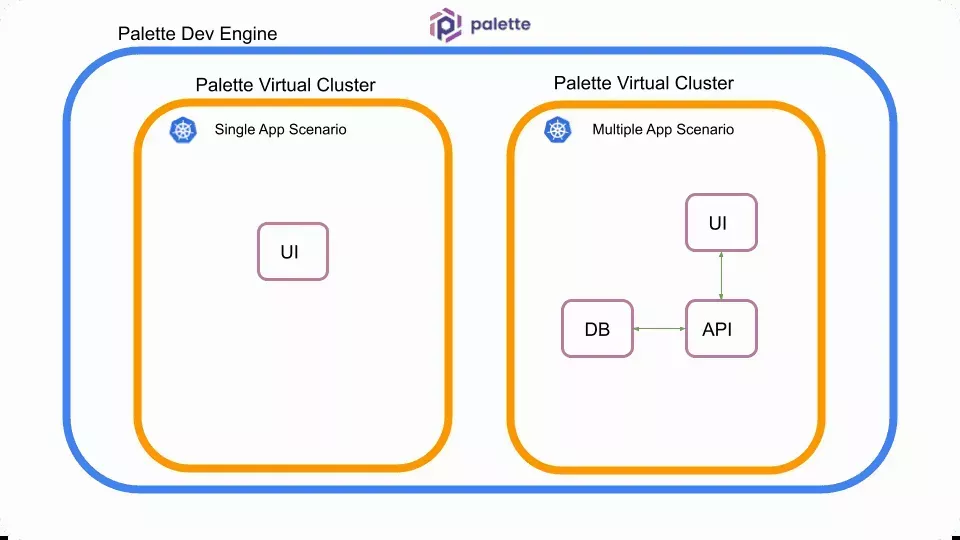 palette
Palette Dev Engine
Palette Virtual Cluster
Single App Scenario
UI
Palette Virtual Cluster
Multiple App Scenario
UI
DB
API